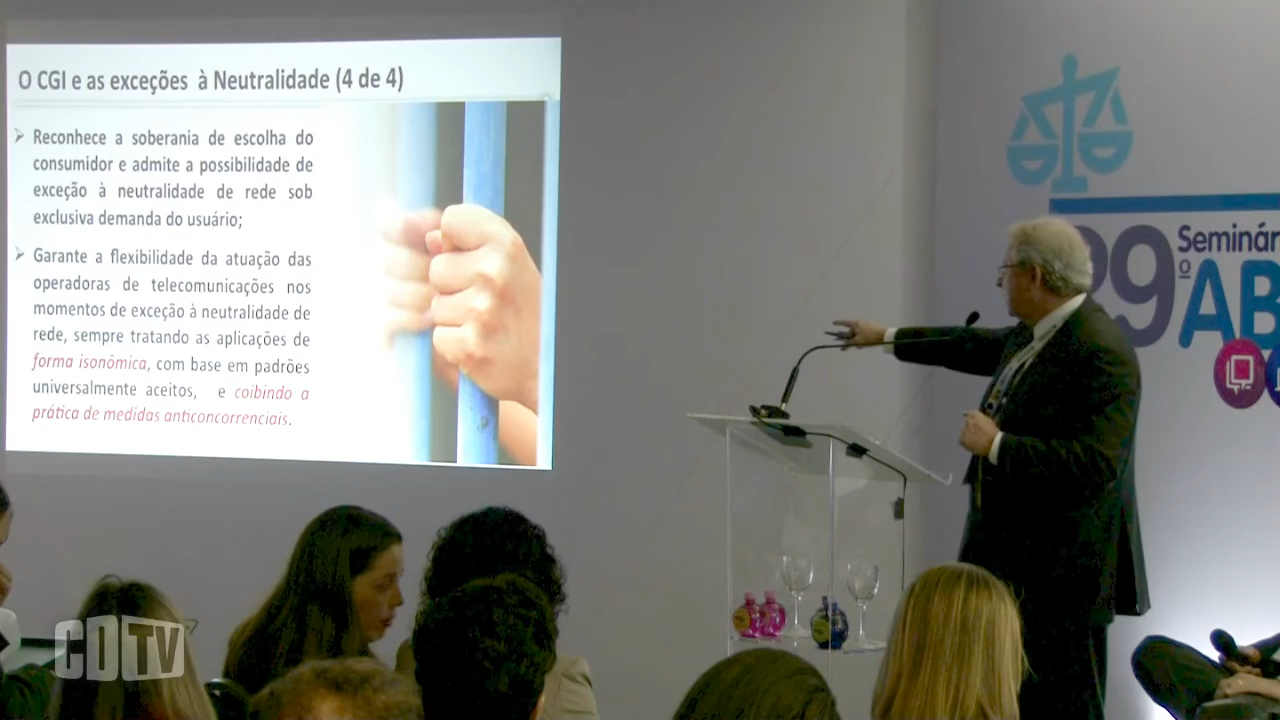 O CGI e as exceções à Neutralidade (4 de 4)
➢ Reconhece a soberania de escolha do
consumidor e admite a possibilidade de
exceção à neutralidade de rede sob
exclusiva demanda do usuário;
➢ Garante a flexibilidade da atuação das
operadoras de telecomunicações nos
momentos de exceção à neutralidade de
rede, sempre tratando as aplicações de
forma isonômica, com base em padrões
universalmente aceitos, e coibindo a
prática de medidas anticoncorrenciais.
29º Seminár
AB
CDTV